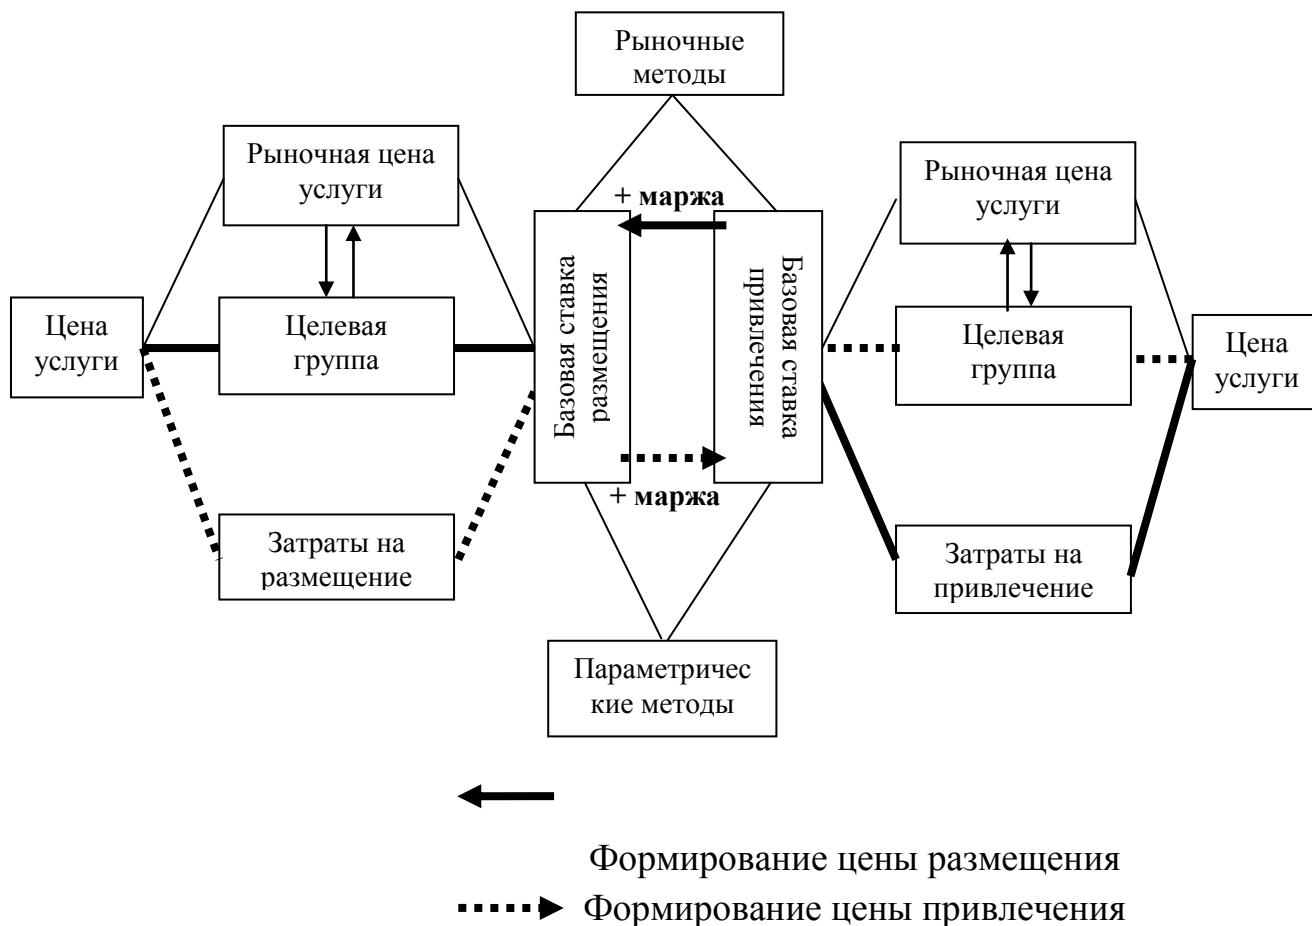 Рыночные
методы
Рыночная цена
услуги
Рыночная цена
услуги
+ маржа
Цена
услуги
Целевая
группа
Базовая ставка
размещения
Базовая ставка
привлечения
Целевая
группа
Цена
услуги
+ маржа
Затраты на
размещение
Затраты на
привлечение
Параметричес
кие методы
Формирование цены размещения
Формирование цены привлечения